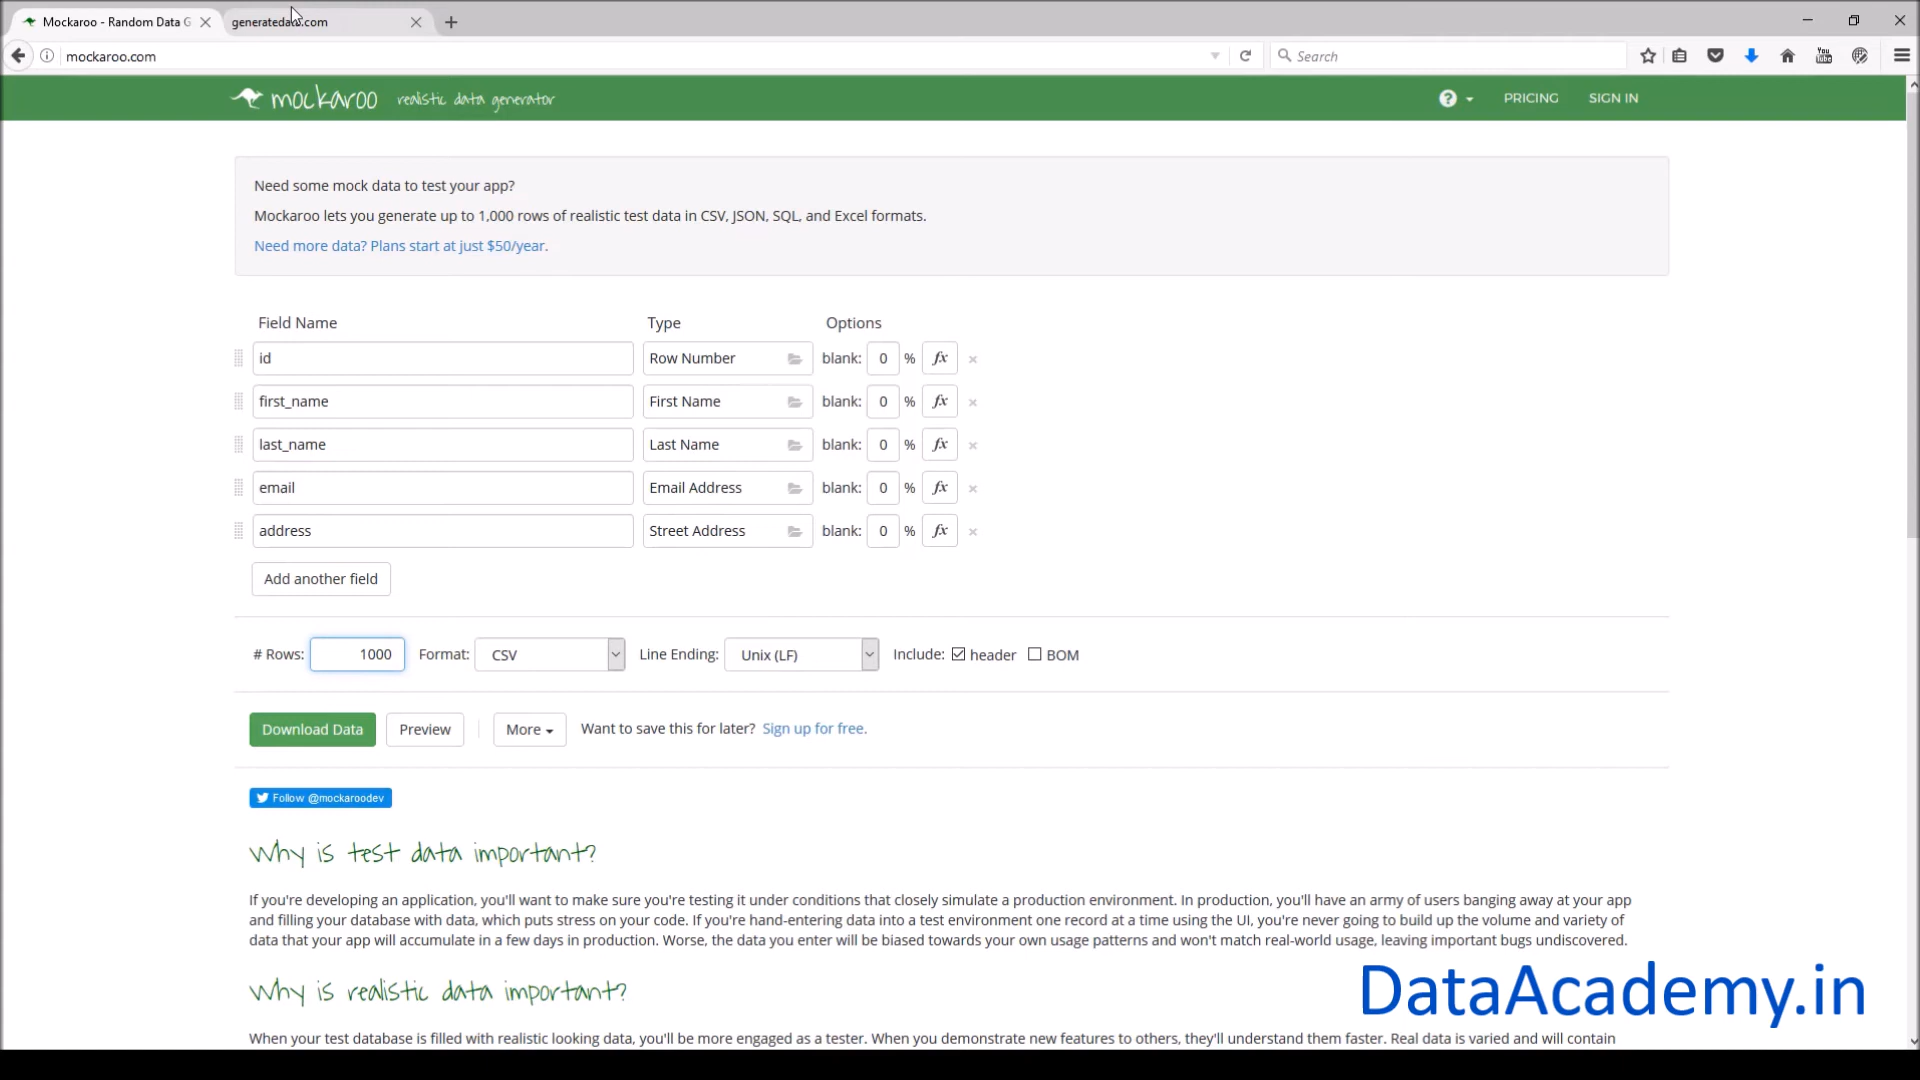 Mockaroo - Random Data G
generatedata.com
mockaroo.com
Search
You
Tube
mockaroo realistic data generator
PRICING
SIGN IN
Need some mock data to test your app?
Mockaroo lets you generate up to 1,000 rows of realistic test data in CSV, JSON, SQL, and Excel formats.
Need more data? Plans start at just $50/year.
Field Name Type Options
id Row Number blank: 0 % fx ×
first_name First Name blank: 0 % fx ×
last_name Last Name blank: 0 % fx ×
email Email Address blank: 0 % fx ×
address Street Address blank: 0 % fx ×
Add another field
# Rows: 1000 Format: CSV Line Ending: Unix (LF) Include: header BOM
Download Data Preview More Want to save this for later? Sign up for free.
Follow @mockaroodev
Why is test data important?
If you're developing an application, you'll want to make sure you're testing it under conditions that closely simulate a production environment. In production, you'll have an army of users banging away at your app
and filling your database with data, which puts stress on your code. If you're hand-entering data into a test environment one record at a time using the UI, you're never going to build up the volume and variety of
data that your app will accumulate in a few days in production. Worse, the data you enter will be biased towards your own usage patterns and won't match real-world usage, leaving important bugs undiscovered.
Why is realistic data important?
When your test database is filled with realistic looking data, you'll be more engaged as a tester. When you demonstrate new features to others, they'll understand them faster. Real data is varied and will contain
DataAcademy.in